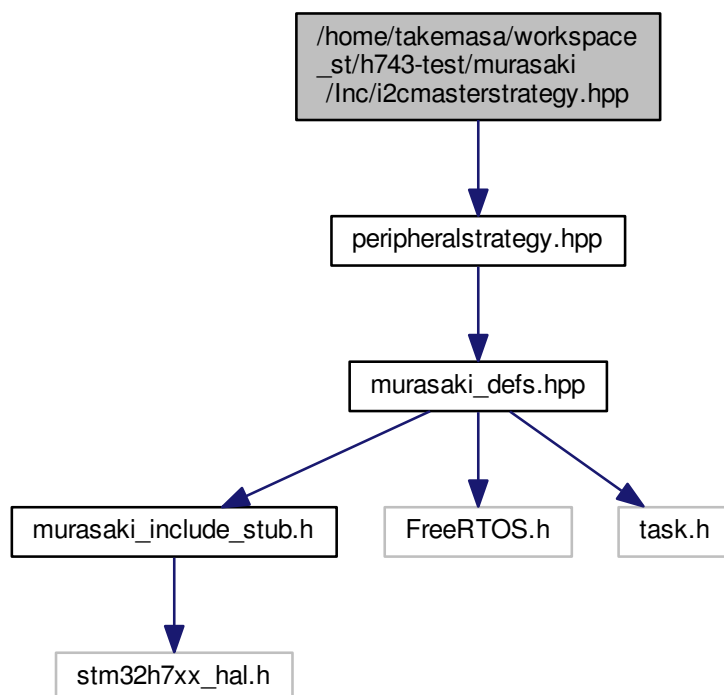 /home/takemasa/workspace
_st/h743-test/murasaki
/Inc/i2cmasterstrategy.hpp
peripheralstrategy.hpp
murasaki_defs.hpp
murasaki_include_stub.h
FreeRTOS.h
task.h
stm32h7xx_hal.h